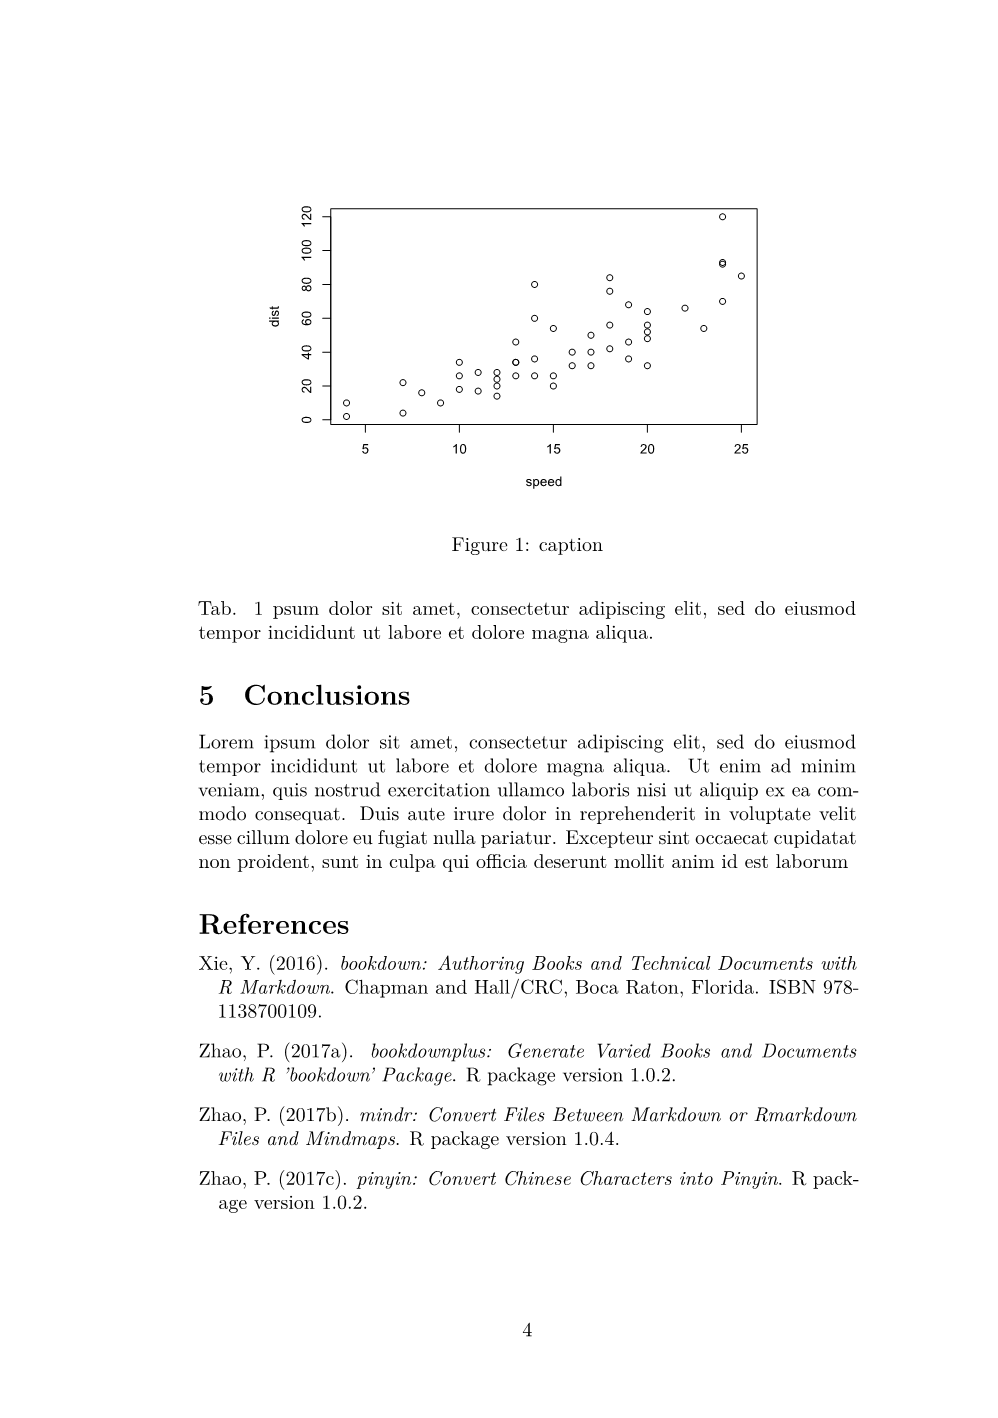 120
100
80
60
40
20
0
dist
5 10 15 20 25
speed
Figure 1: caption
Tab. 1 psum dolor sit amet, consectetur adipiscing elit, sed do eiusmod
tempor incididunt ut labore et dolore magna aliqua.
5 Conclusions
Lorem ipsum dolor sit amet, consectetur adipiscing elit, sed do eiusmod
tempor incididunt ut labore et dolore magna aliqua. Ut enim ad minim
veniam, quis nostrud exercitation ullamco laboris nisi ut aliquip ex ea com-
modo consequat. Duis aute irure dolor in reprehenderit in voluptate velit
esse cillum dolore eu fugiat nulla pariatur. Excepteur sint occaecat cupidatat
non proident, sunt in culpa qui officia deserunt mollit anim id est laborum
References
Xie, Y. (2016). bookdown: Authoring Books and Technical Documents with
R Markdown. Chapman and Hall/CRC, Boca Raton, Florida. ISBN 978-
1138700109.
Zhao, P. (2017a). bookdownplus: Generate Varied Books and Documents
with R 'bookdown' Package. R package version 1.0.2.
Zhao, P. (2017b). mindr: Convert Files Between Markdown or Rmarkdown
Files and Mindmaps. R package version 1.0.4.
Zhao, P. (2017c). pinyin: Convert Chinese Characters into Pinyin. R pack-
age version 1.0.2.
4